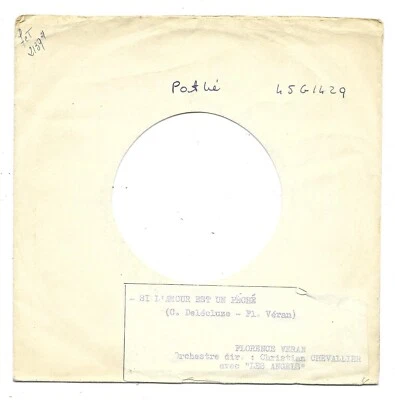 Pathé 45G1429
- SI L'AMOUR EST UN PÉCHÉ
(C. Delécluse - Fl. Véran)
FLORENCE VERAN
Orchestre dir. : Christian CHEVALLIER
avec "LES ANGELS"